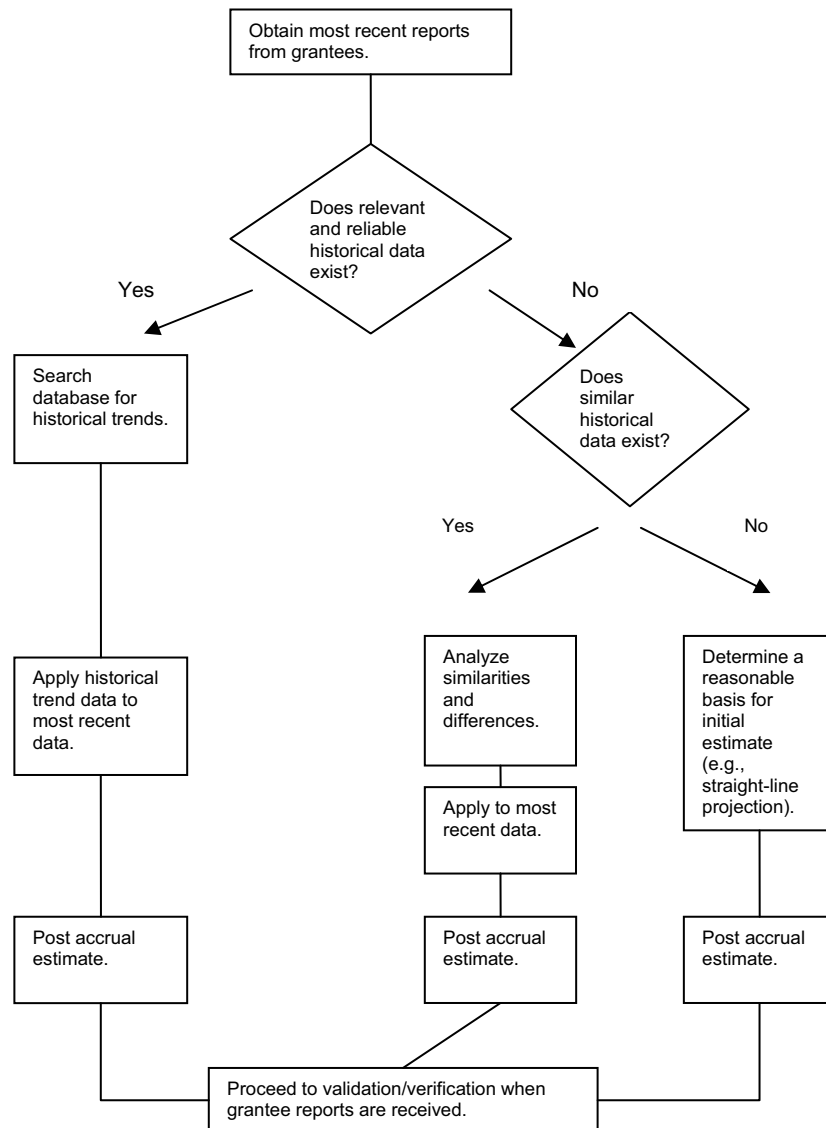 Obtain most recent reports
from grantees.
Does relevant
and reliable
historical data
exist?
Yes
No
Search
database for
historical trends.
Does
similar
historical
data exist?
Yes
No
Apply historical
trend data to
most recent
data.
Analyze
similarities
and
differences.
Determine a
reasonable
basis for
initial
estimate
(e.g.,
straight-line
projection).
Apply to most
recent data.
Post accrual
estimate.
Post accrual
estimate.
Post accrual
estimate.
Proceed to validation/verification when
grantee reports are received.